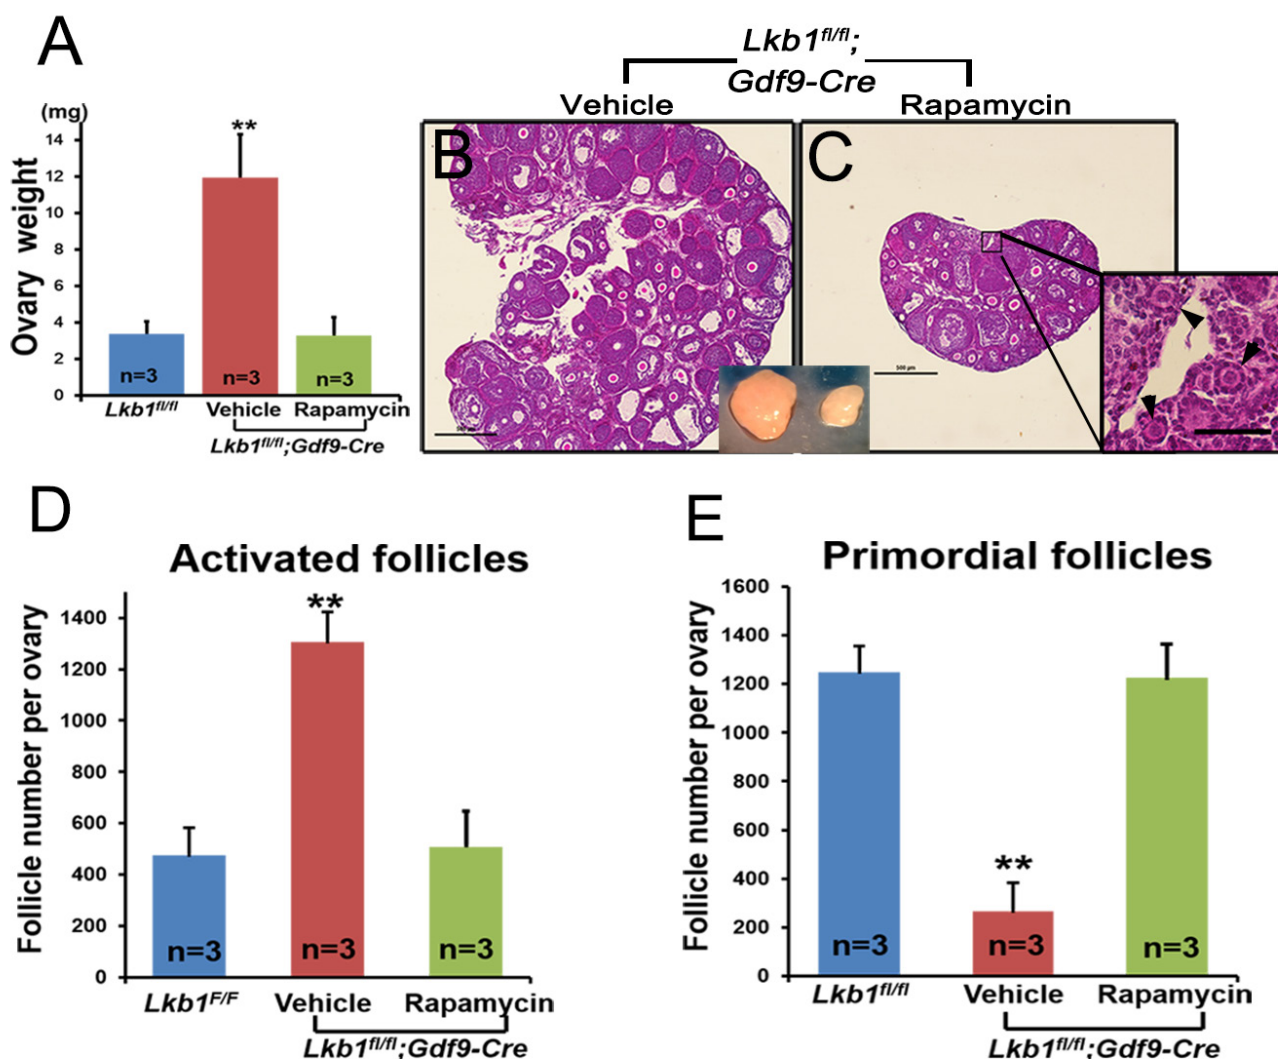 A
(mg)
Ovary weight
14
12
10
8
6
4
2
0
**
n=3
n=3
n=3
Lkb1fl/fl
Vehicle
Rapamycin
Lkb1fl/fl;Gdf9-Cre
Lkb1fl/fl;
Gdf9-Cre
Vehicle
Rapamycin
B
C
500 μm
D
Activated follicles
Follicle number per ovary
1400
1200
1000
800
600
400
200
0
**
n=3
n=3
n=3
Lkb1F/F
Vehicle
Rapamycin
Lkb1fl/fl;Gdf9-Cre
E
Primordial follicles
Follicle number per ovary
1600
1400
1200
1000
800
600
400
200
0
**
n=3
n=3
n=3
Lkb1fl/fl
Vehicle
Rapamycin
Lkb1fl/fl;Gdf9-Cre